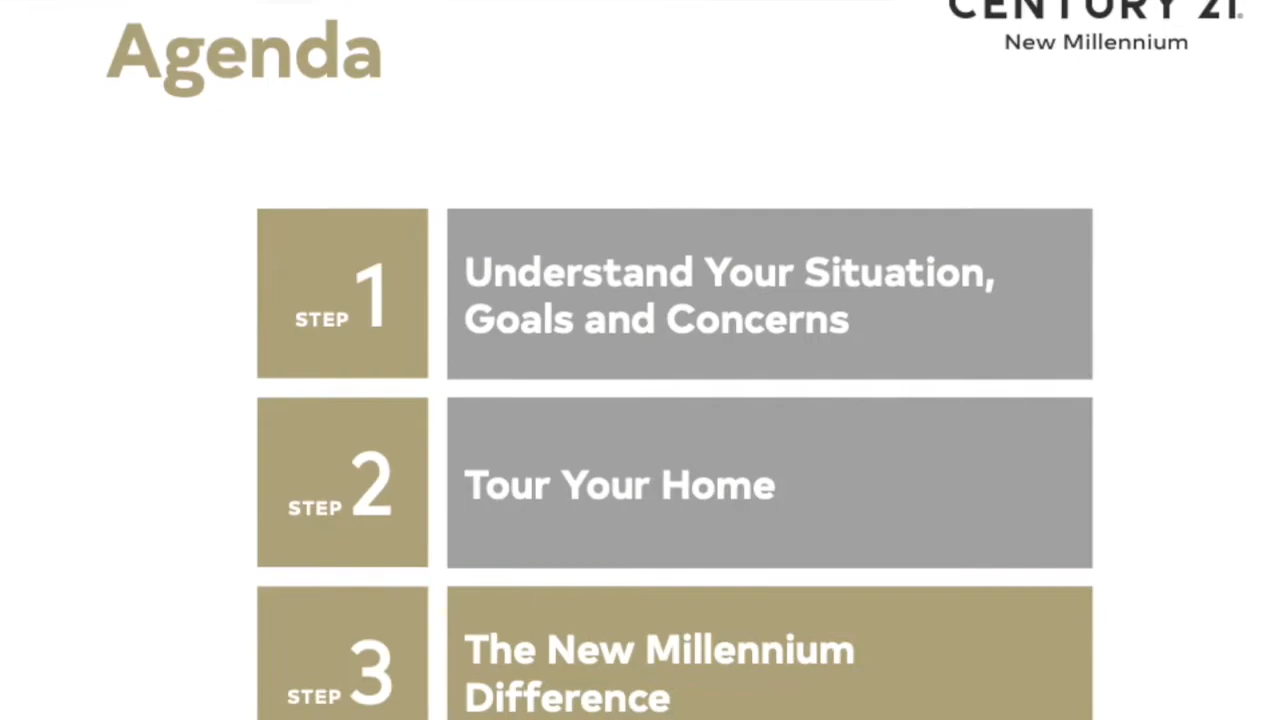 CENTURY 21.
New Millennium
Agenda
STEP 1
Understand Your Situation,
Goals and Concerns
STEP 2
Tour Your Home
STEP 3
The New Millennium
Difference